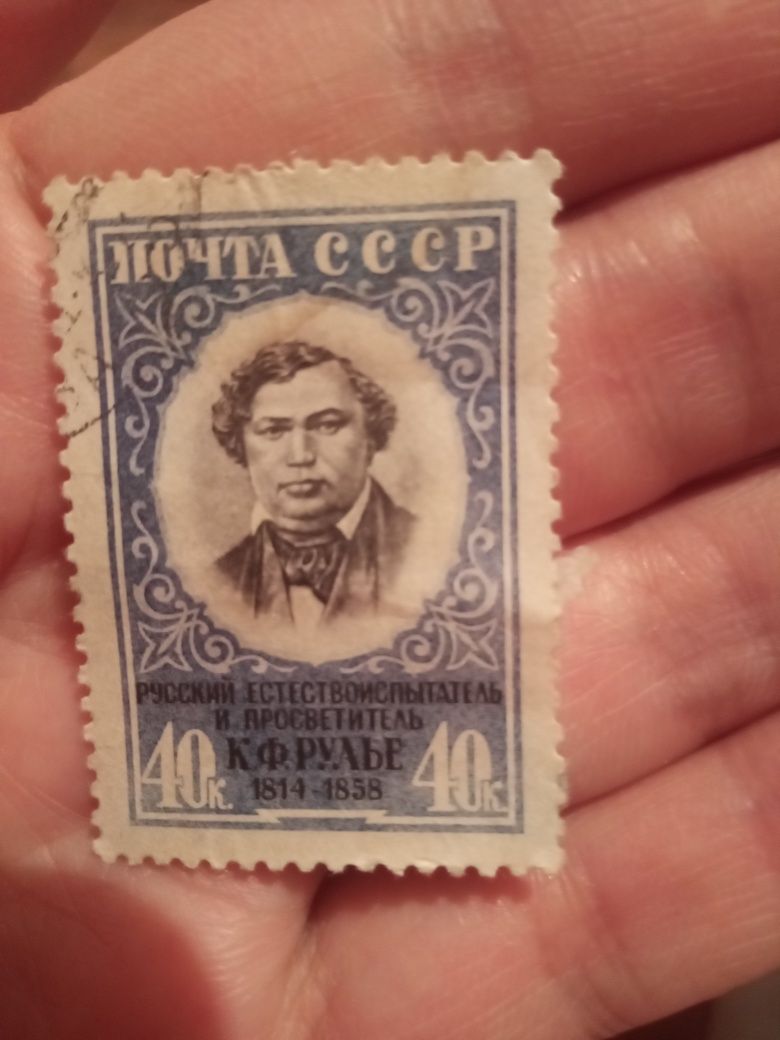 ПОЧТА СССР
РУССКИЙ ЕСТЕСТВОИСПЫТАТЕЛЬ
И ПРОСВЕТИТЕЛЬ
К.Ф.РУЛЬЕ
40к. 1814-1858 40к